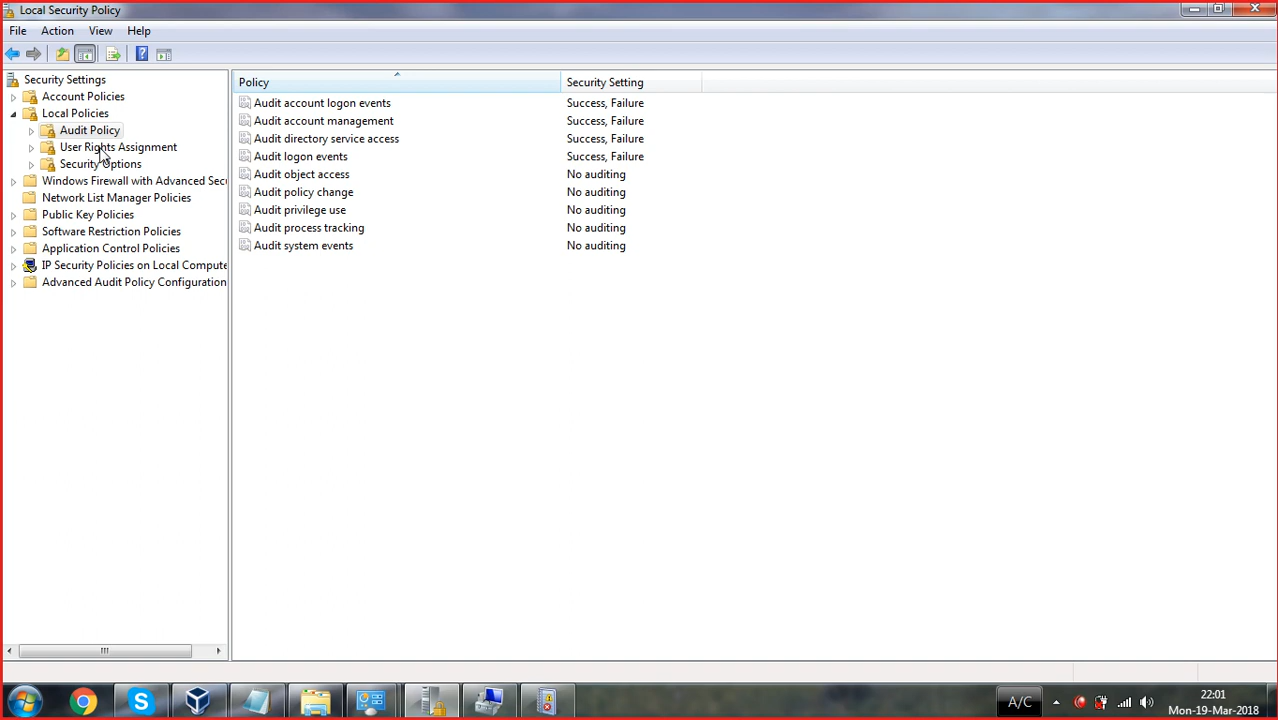 Local Security Policy
File Action View Help
Security Settings
Account Policies
Local Policies
Audit Policy
User Rights Assignment
Security Options
Windows Firewall with Advanced Secu
Network List Manager Policies
Public Key Policies
Software Restriction Policies
Application Control Policies
IP Security Policies on Local Compute
Advanced Audit Policy Configuration
Policy Security Setting
Audit account logon events Success, Failure
Audit account management Success, Failure
Audit directory service access Success, Failure
Audit logon events Success, Failure
Audit object access No auditing
Audit policy change No auditing
Audit privilege use No auditing
Audit process tracking No auditing
Audit system events No auditing
A/C
22:01
Mon-19-Mar-2018